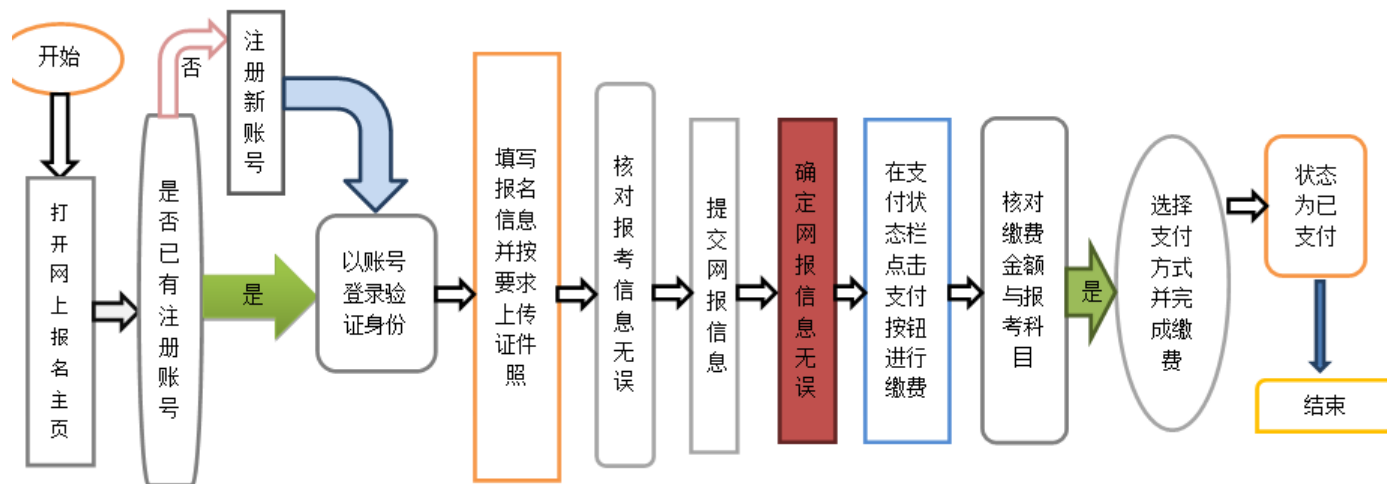 开始
打开网上报名主页
是否已有注册账号
否
注册新账号
是
以账号
登录验
证身份
填写
报名
信息
并按
要求
上传
证件
照
核对报考信息无误
提交网报信息
确定网报信息无误
在支
付状
态栏
点击
支付
按钮
进行
缴费
核对
缴费
金额
与报
考科
目
是
选择
支付
方式
并完
成缴
费
状态
为已
支付
结束